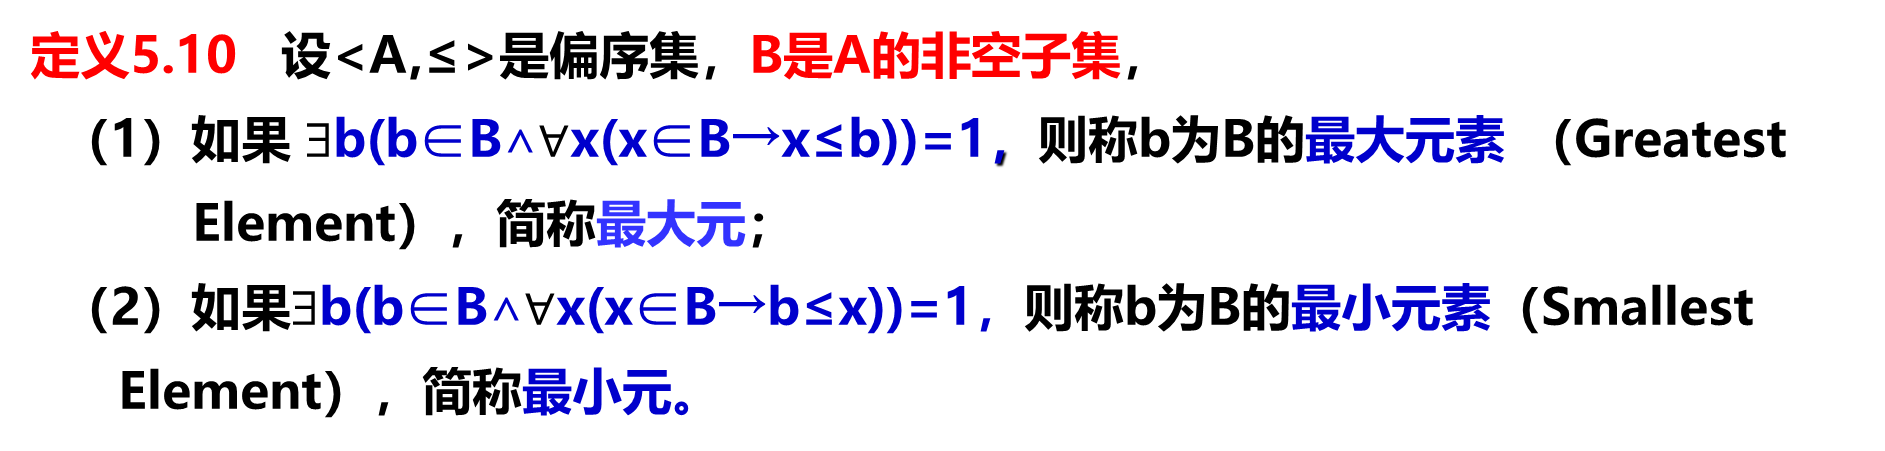 定义5.10 设<A,≤>是偏序集，B是A的非空子集，
（1）如果 ∃b(b∈B∧∀x(x∈B→x≤b))=1，则称b为B的最大元素 （Greatest
Element），简称最大元；
（2）如果∃b(b∈B∧∀x(x∈B→b≤x))=1，则称b为B的最小元素（Smallest
Element），简称最小元。